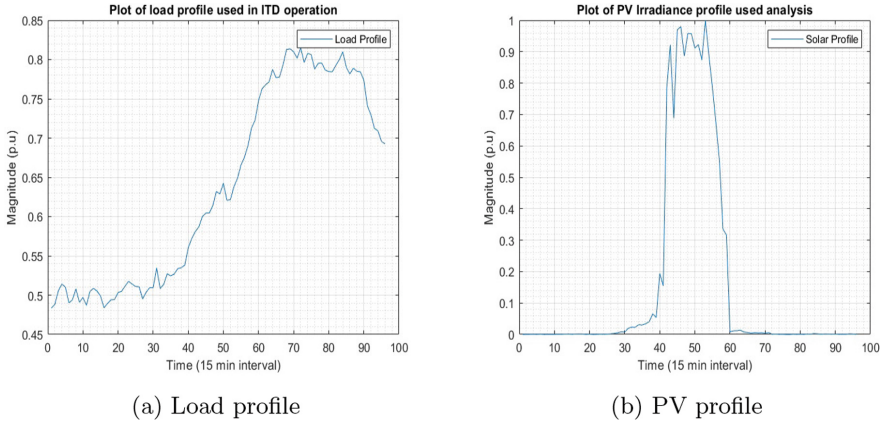 Plot of load profile used in ITD operation
Load Profile
0.85
0.8
0.75
0.7
0.65
0.6
0.55
0.5
0.45
Magnitude (p.u)
0 10 20 30 40 50 60 70 80 90 100
Time (15 min interval)
(a) Load profile
Plot of PV Irradiance profile used analysis
Solar Profile
1
0.9
0.8
0.7
0.6
0.5
0.4
0.3
0.2
0.1
0
Magnitude (p.u)
0 10 20 30 40 50 60 70 80 90 100
Time (15 min interval)
(b) PV profile